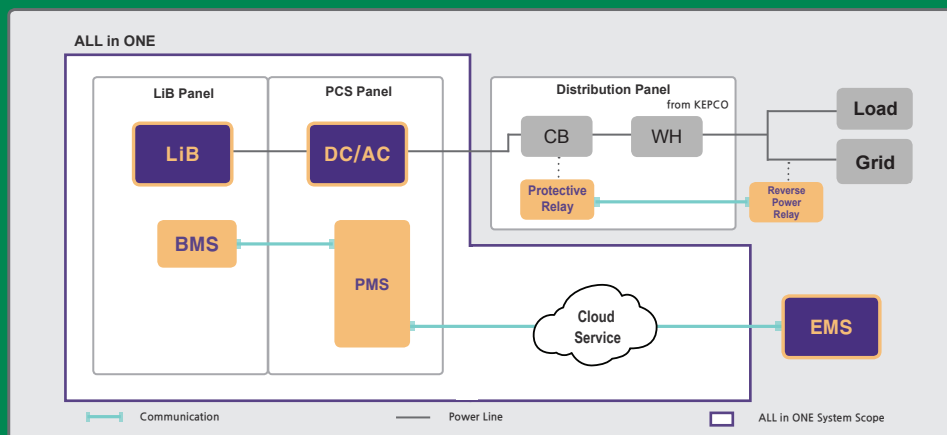 ALL in ONE
LiB Panel
PCS Panel
Distribution Panel
from KEPCO
LiB
DC/AC
CB
WH
Load
Grid
Protective
Relay
Reverse
Power
Relay
BMS
PMS
Cloud
Service
EMS
Communication
Power Line
ALL in ONE System Scope